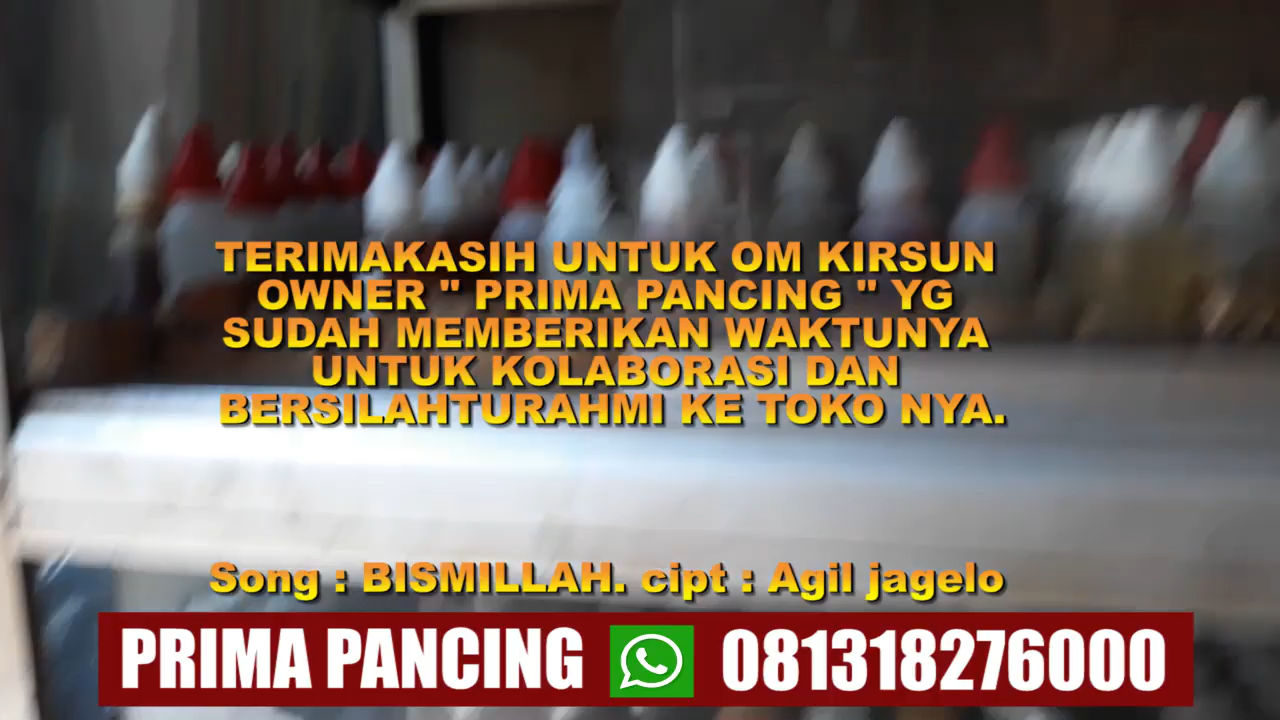 TERIMAKASIH UNTUK OM KIRSUN
OWNER " PRIMA PANCING " YG
SUDAH MEMBERIKAN WAKTUNYA
UNTUK KOLABORASI DAN
BERSILAHTURAHMI KE TOKO NYA.
Song : BISMILLAH. cipt : Agil jagelo
PRIMA PANCING 081318276000